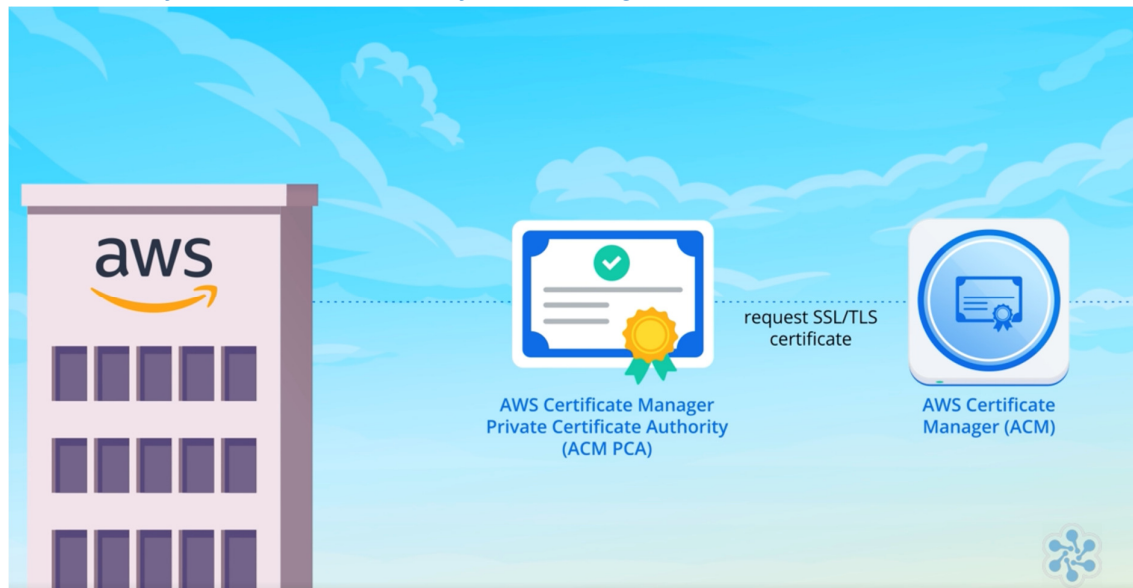 aws
request SSL/TLS
certificate
AWS Certificate Manager
Private Certificate Authority
(ACM PCA)
AWS Certificate
Manager (ACM)